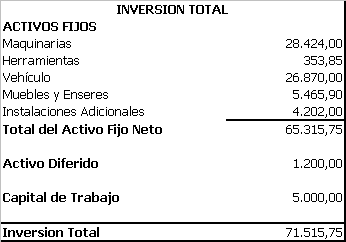 INVERSION TOTAL
ACTIVOS FIJOS
Maquinarias 28.424,00
Herramientas 353,85
Vehículo 26.870,00
Muebles y Enseres 5.465,90
Instalaciones Adicionales 4.202,00
Total del Activo Fijo Neto 65.315,75
Activo Diferido 1.200,00
Capital de Trabajo 5.000,00
Inversion Total 71.515,75